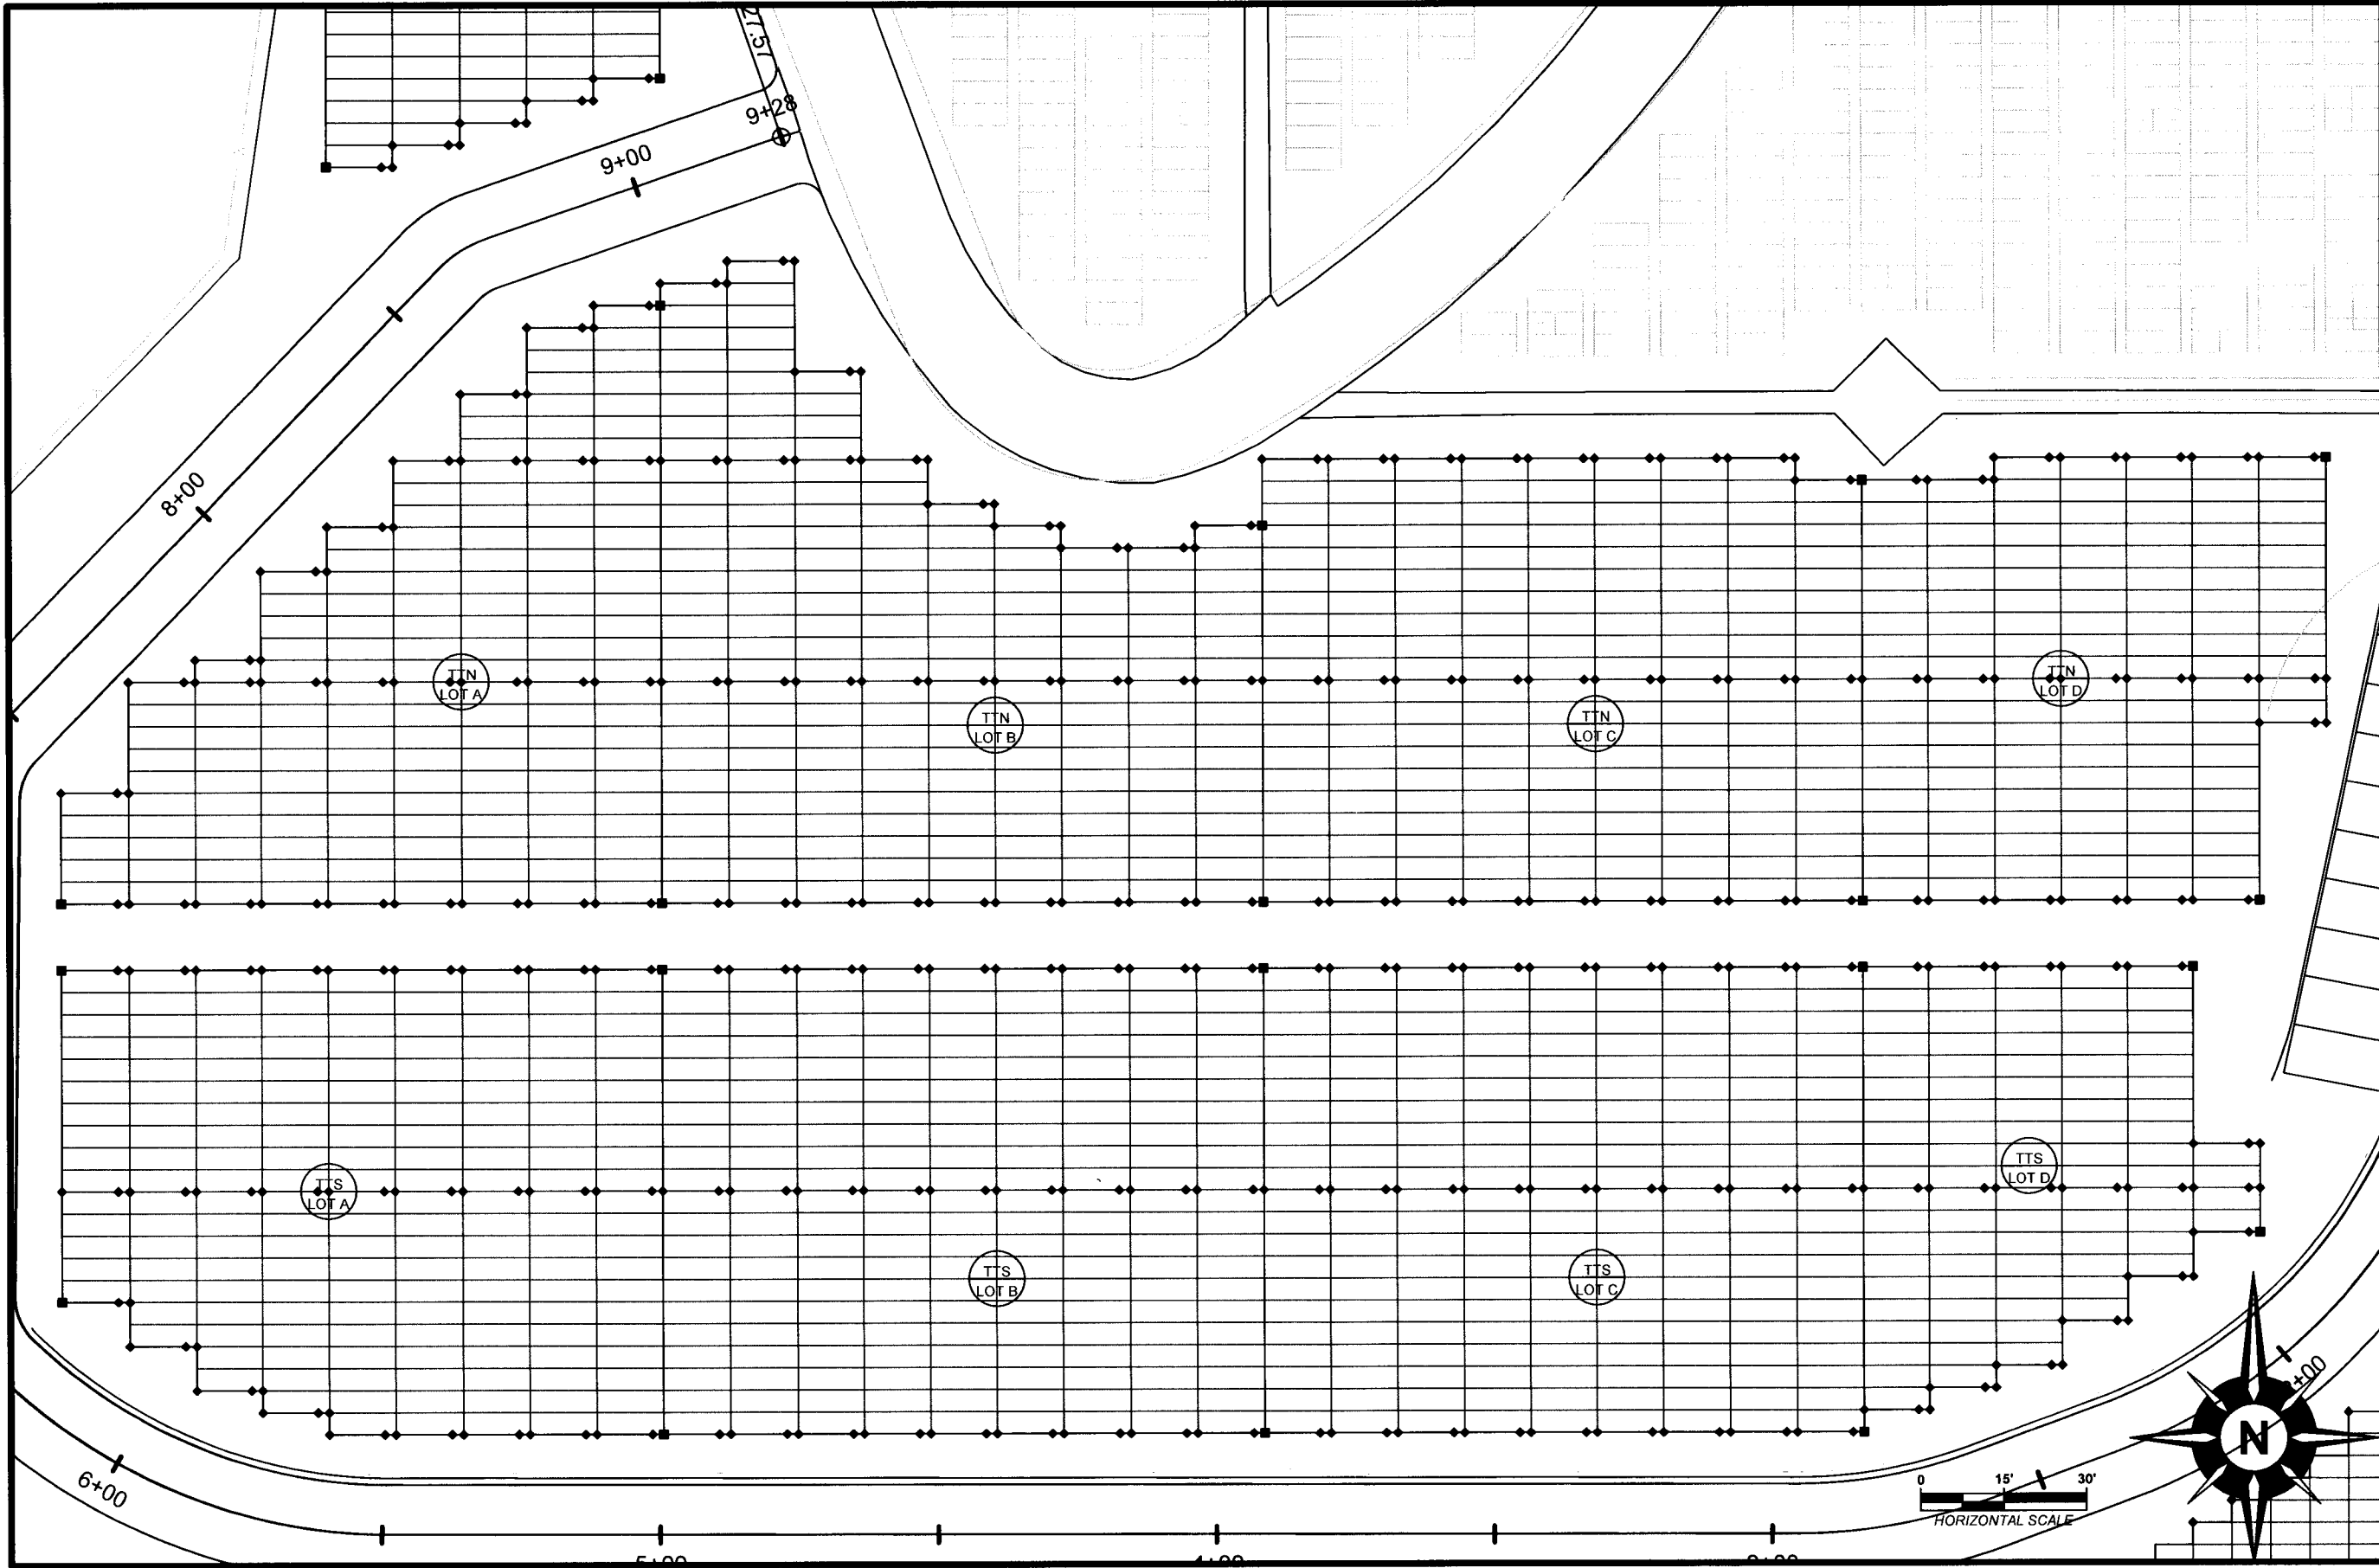 27.57
9+28
9+00
8+00
TTN
LOT A
TTN
LOT B
TTN
LOT C
TTN
LOT D
TTS
LOT A
TTS
LOT B
TTS
LOT C
TTS
LOT D
6+00
N
0 15' 30'
HORIZONTAL SCALE